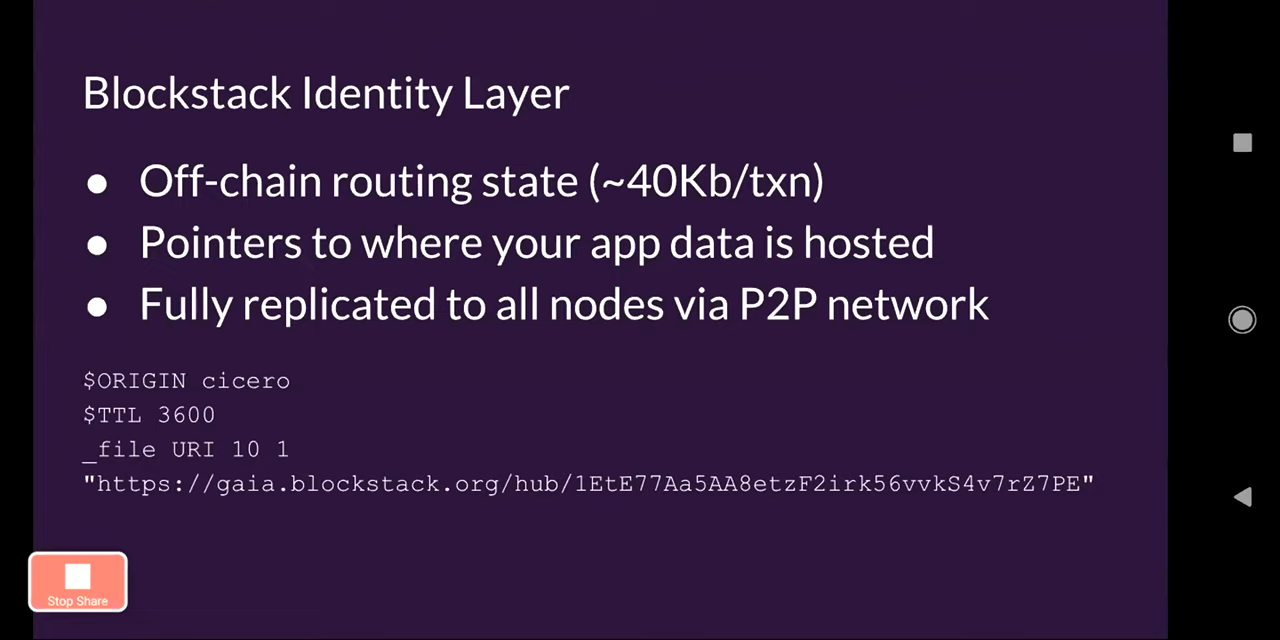 Blockstack Identity Layer
● Off-chain routing state (~40Kb/txn)
● Pointers to where your app data is hosted
● Fully replicated to all nodes via P2P network
$ORIGIN cicero
$TTL 3600
_file URI 10 1
"https://gaia.blockstack.org/hub/1EtE77Aa5AA8etzF2irk56vvkS4v7rZ7PE"
Stop Share